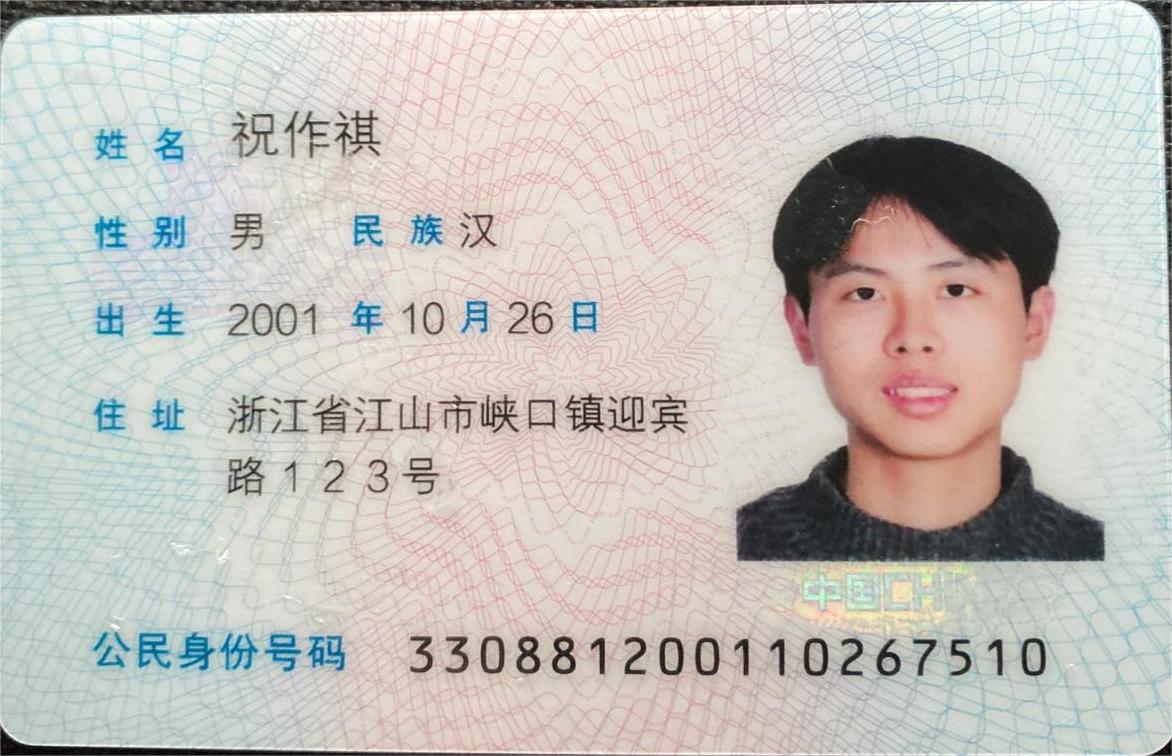 姓名 祝作祺
性别 男 民族 汉
出生 2001 年 10 月 26 日
住址 浙江省江山市峡口镇迎宾
路123号
中国CH
公民身份号码 330881200110267510